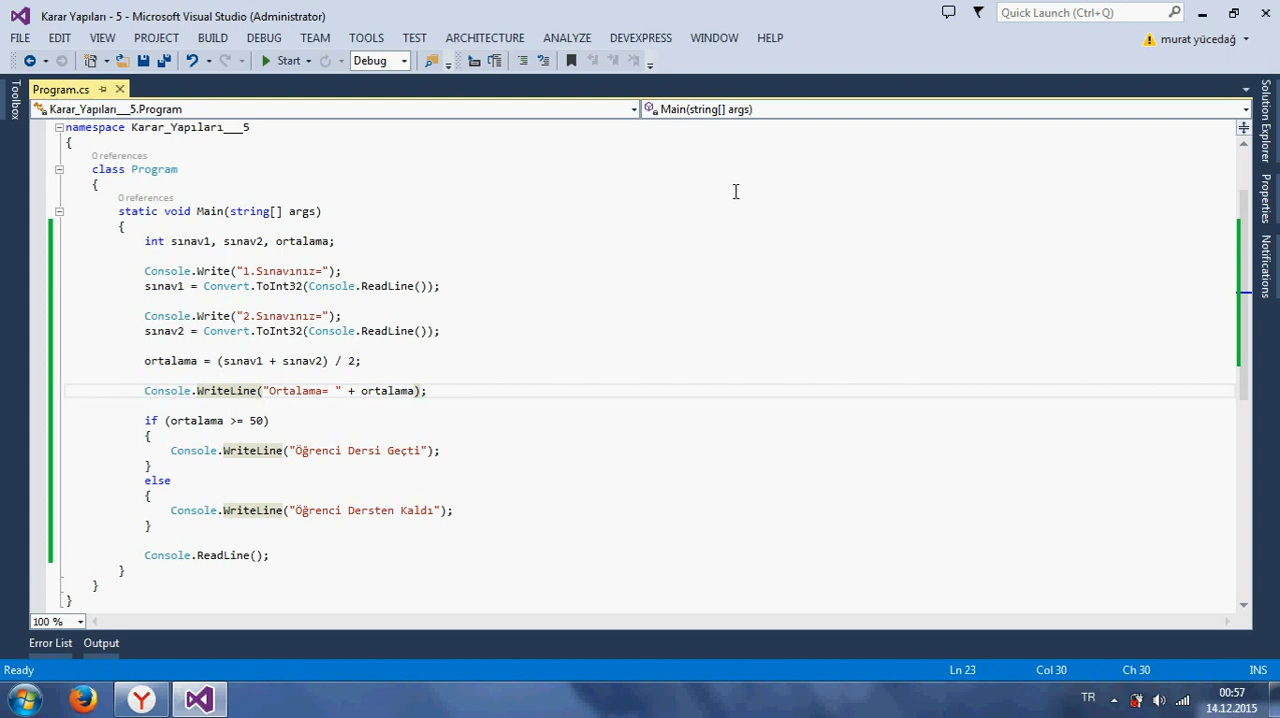 Karar Yapıları - 5 - Microsoft Visual Studio (Administrator)
Quick Launch (Ctrl+Q)
FILE EDIT VIEW PROJECT BUILD DEBUG TEAM TOOLS TEST ARCHITECTURE ANALYZE DEVEXPRESS WINDOW HELP
murat yücedağ
Start Debug
Program.cs
Karar_Yapıları___5.Program
Main(string[] args)
Toolbox
Solution Explorer
Properties
Notifications
namespace Karar_Yapıları___5
{
0 references
class Program
{
0 references
static void Main(string[] args)
{
int sınav1, sınav2, ortalama;
Console.Write("1.Sınavınız=");
sınav1 = Convert.ToInt32(Console.ReadLine());
Console.Write("2.Sınavınız=");
sınav2 = Convert.ToInt32(Console.ReadLine());
ortalama = (sınav1 + sınav2) / 2;
Console.WriteLine("Ortalama= " + ortalama);
if (ortalama >= 50)
{
Console.WriteLine("Öğrenci Dersi Geçti");
}
else
{
Console.WriteLine("Öğrenci Dersten Kaldı");
}
Console.ReadLine();
}
}
}
100 %
Error List Output
Ready Ln 23 Col 30 Ch 30 INS
TR
00:57
14.12.2015